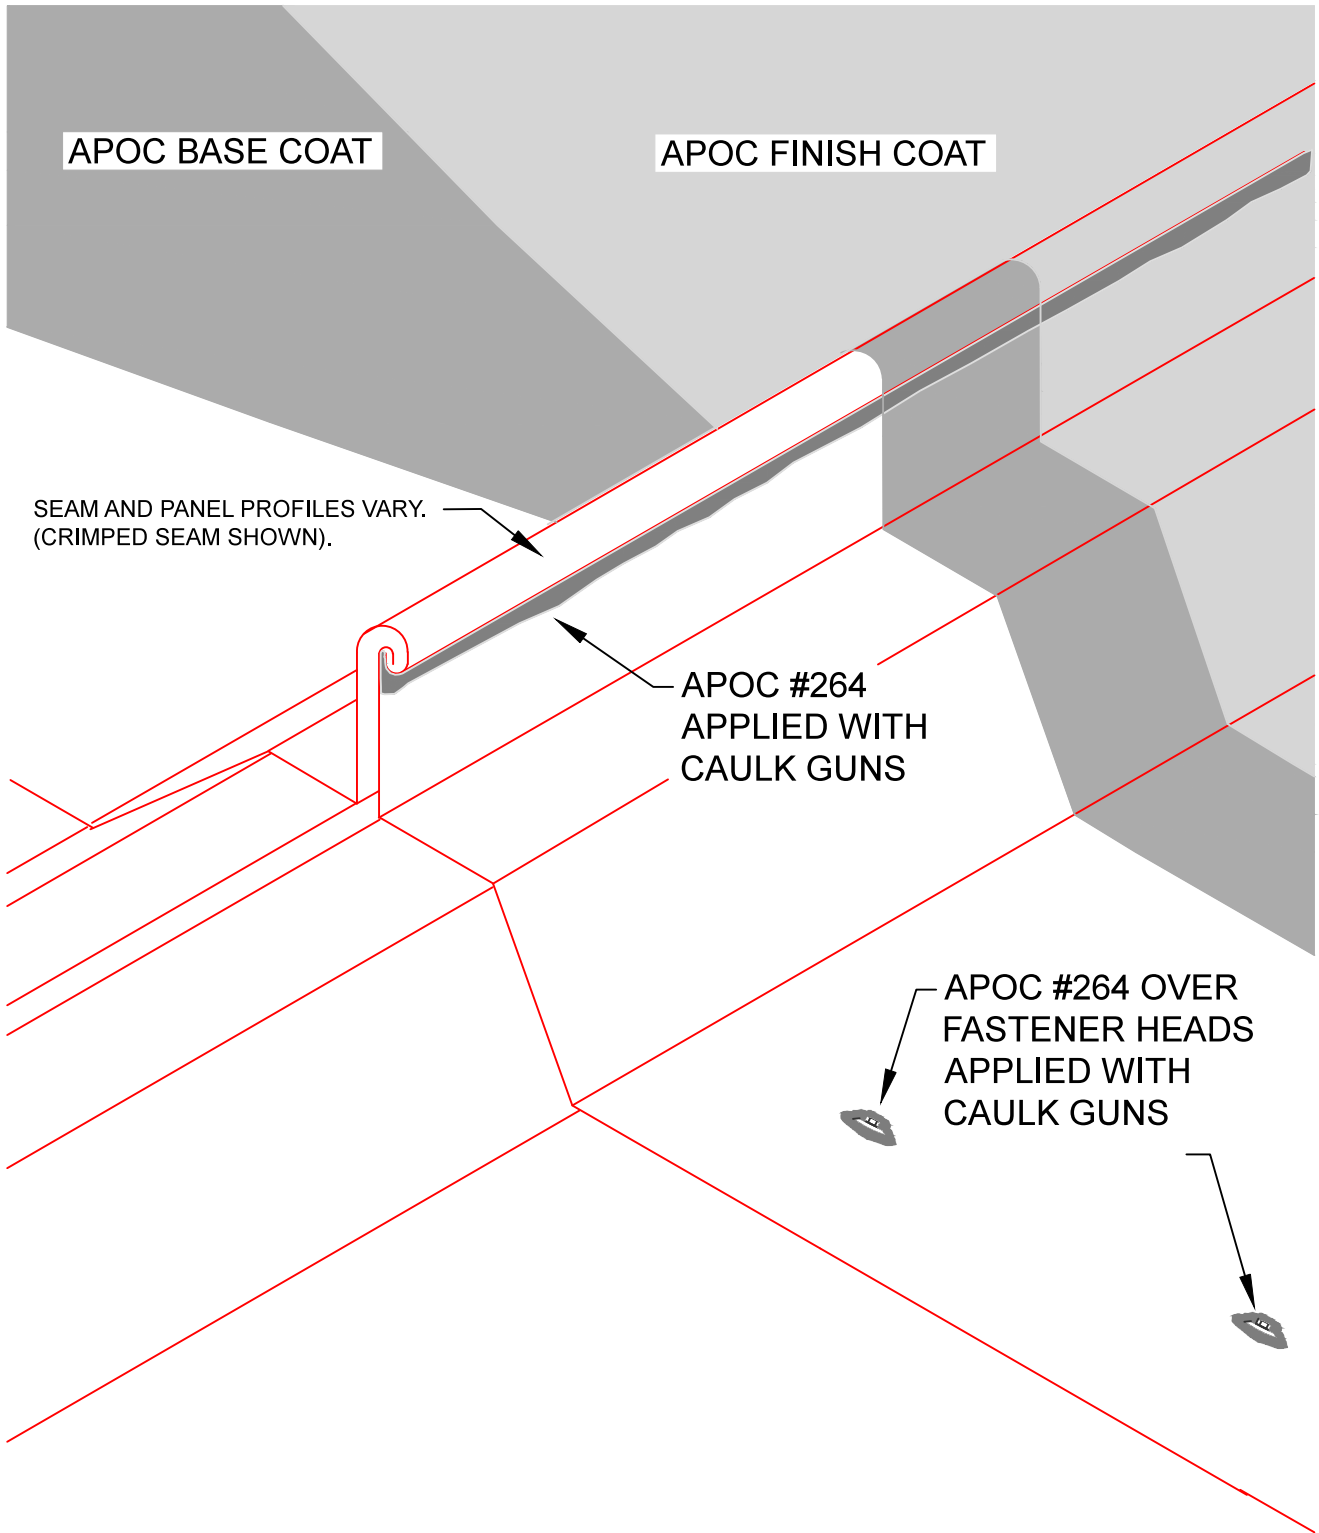 APOC BASE COAT
APOC FINISH COAT
SEAM AND PANEL PROFILES VARY.
(CRIMPED SEAM SHOWN).
APOC #264
APPLIED WITH
CAULK GUNS
APOC #264 OVER
FASTENER HEADS
APPLIED WITH
CAULK GUNS